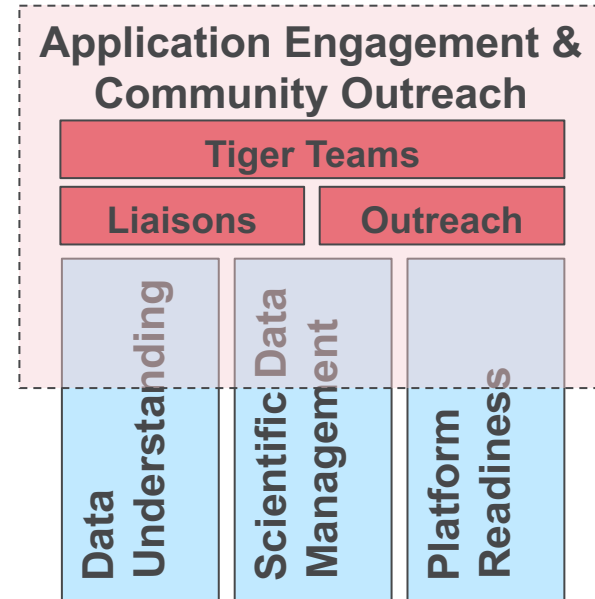 Application Engagement &
Community Outreach
Tiger Teams
Liaisons
Outreach
Data
Understanding
Scientific Data
Management
Platform
Readiness